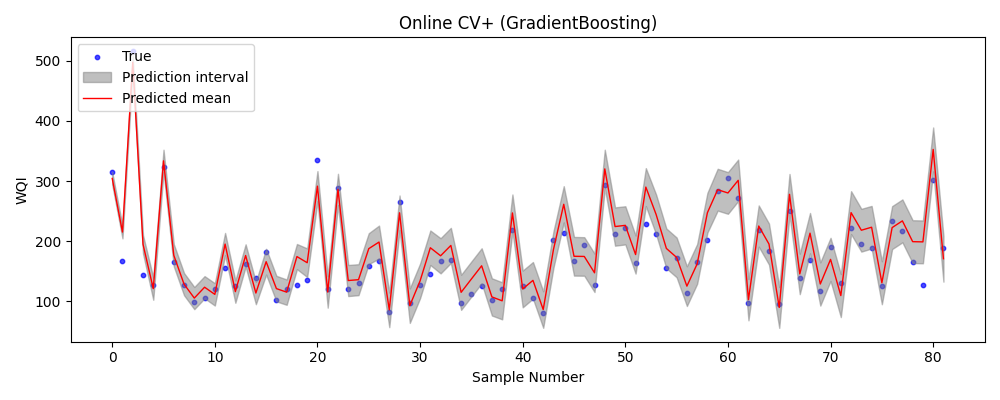 Online CV+ (GradientBoosting)
True
Prediction interval
Predicted mean
WQI
500
400
300
200
100
0 10 20 30 40 50 60 70 80
Sample Number